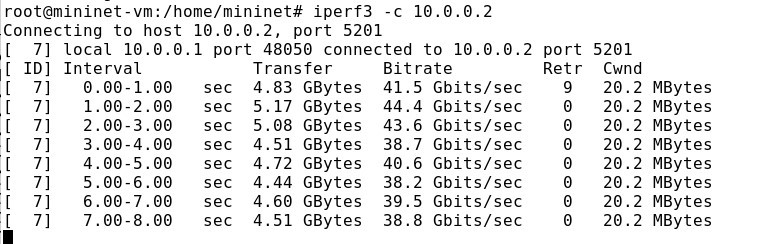 root@mininet-vm:/home/mininet# iperf3 -c 10.0.0.2
Connecting to host 10.0.0.2, port 5201
[  7] local 10.0.0.1 port 48050 connected to 10.0.0.2 port 5201
[ ID] Interval           Transfer     Bitrate         Retr  Cwnd
[  7]   0.00-1.00   sec  4.83 GBytes  41.5 Gbits/sec    9   20.2 MBytes
[  7]   1.00-2.00   sec  5.17 GBytes  44.4 Gbits/sec    0   20.2 MBytes
[  7]   2.00-3.00   sec  5.08 GBytes  43.6 Gbits/sec    0   20.2 MBytes
[  7]   3.00-4.00   sec  4.51 GBytes  38.7 Gbits/sec    0   20.2 MBytes
[  7]   4.00-5.00   sec  4.72 GBytes  40.6 Gbits/sec    0   20.2 MBytes
[  7]   5.00-6.00   sec  4.44 GBytes  38.2 Gbits/sec    0   20.2 MBytes
[  7]   6.00-7.00   sec  4.60 GBytes  39.5 Gbits/sec    0   20.2 MBytes
[  7]   7.00-8.00   sec  4.51 GBytes  38.8 Gbits/sec    0   20.2 MBytes